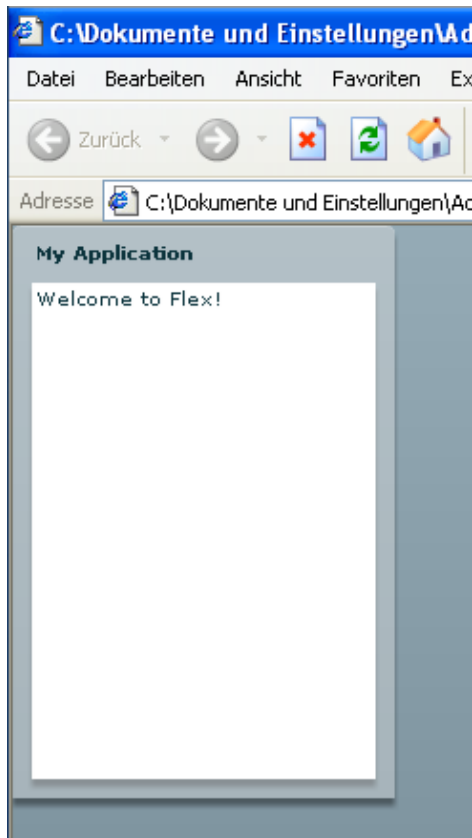 C:\Dokumente und Einstellungen\Ad
Datei Bearbeiten Ansicht Favoriten Ex
Zurück
Adresse C:\Dokumente und Einstellungen\Ad
My Application
Welcome to Flex!